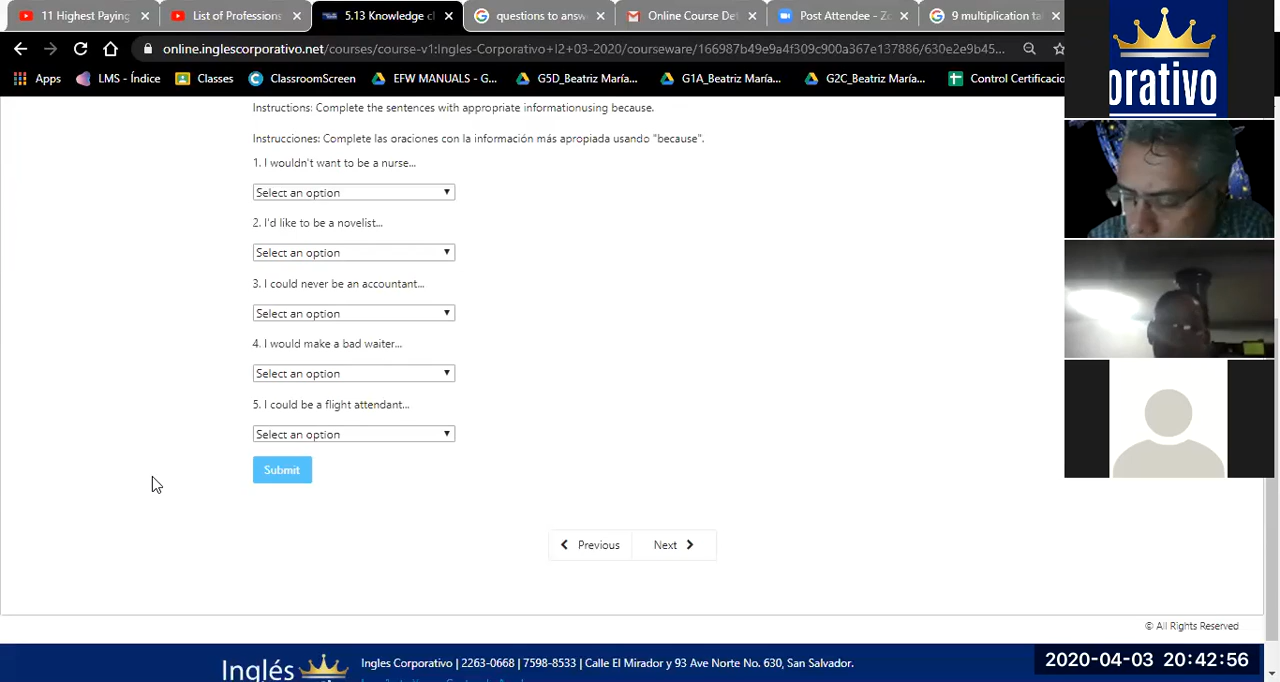 11 Highest Paying
List of Professions
5.13 Knowledge c
questions to answ
Online Course De
Post Attendee - Zo
9 multiplication ta
online.inglescorporativo.net/courses/course-v1:Ingles-Corporativo+I2+03-2020/courseware/166987b49e9a4f309c900a367e137886/630e2e9b45...
Apps
LMS - Índice
Classes
ClassroomScreen
EFW MANUALS - G...
G5D_Beatriz María...
G1A_Beatriz María...
G2C_Beatriz María...
Control Certificacio
orativo
Instructions: Complete the sentences with appropriate informationusing because.
Instrucciones: Complete las oraciones con la información más apropiada usando "because".
1. I wouldn't want to be a nurse...
Select an option
2. I'd like to be a novelist...
Select an option
3. I could never be an accountant...
Select an option
4. I would make a bad waiter...
Select an option
5. I could be a flight attendant...
Select an option
Submit
Previous
Next
© All Rights Reserved
Inglés
Ingles Corporativo | 2263-0668 | 7598-8533 | Calle El Mirador y 93 Ave Norte No. 630, San Salvador.
2020-04-03 20:42:56